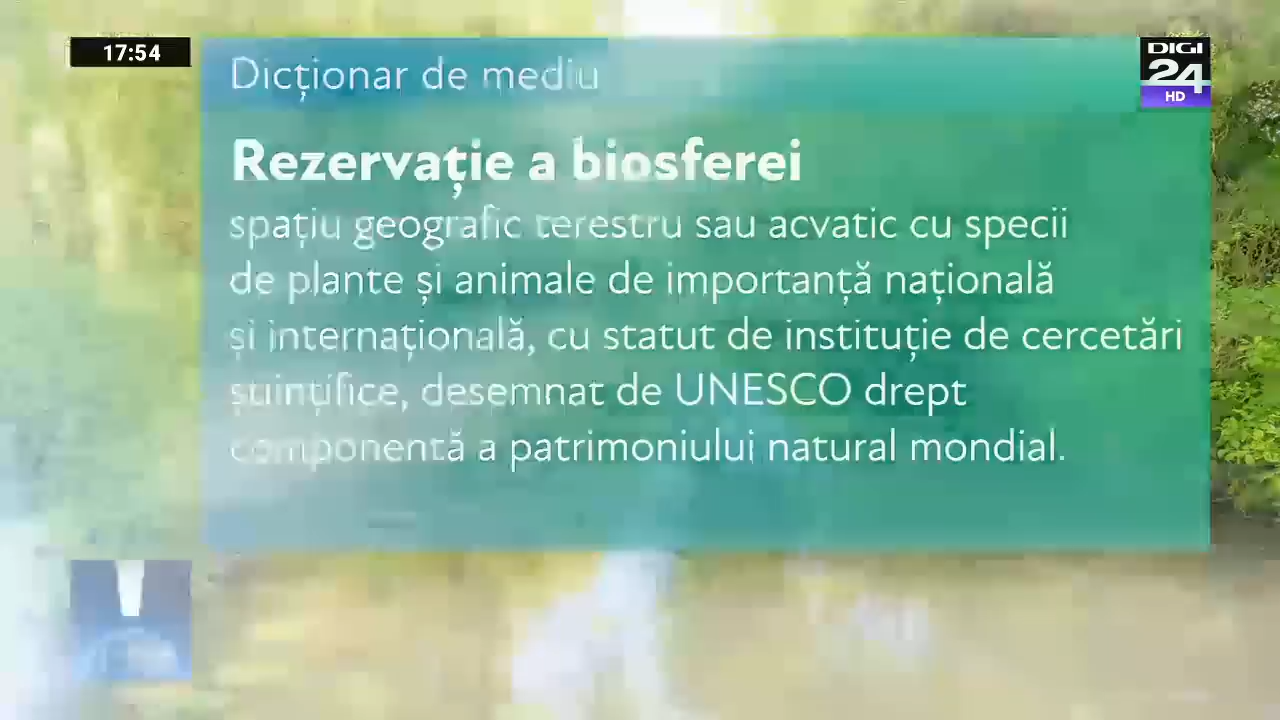 17:54
DIGI
24
HD
Dicționar de mediu
Rezervație a biosferei
spațiu geografic terestru sau acvatic cu specii
de plante și animale de importanță națională
și internațională, cu statut de instituție de cercetări
științifice, desemnat de UNESCO drept
componentă a patrimoniului natural mondial.